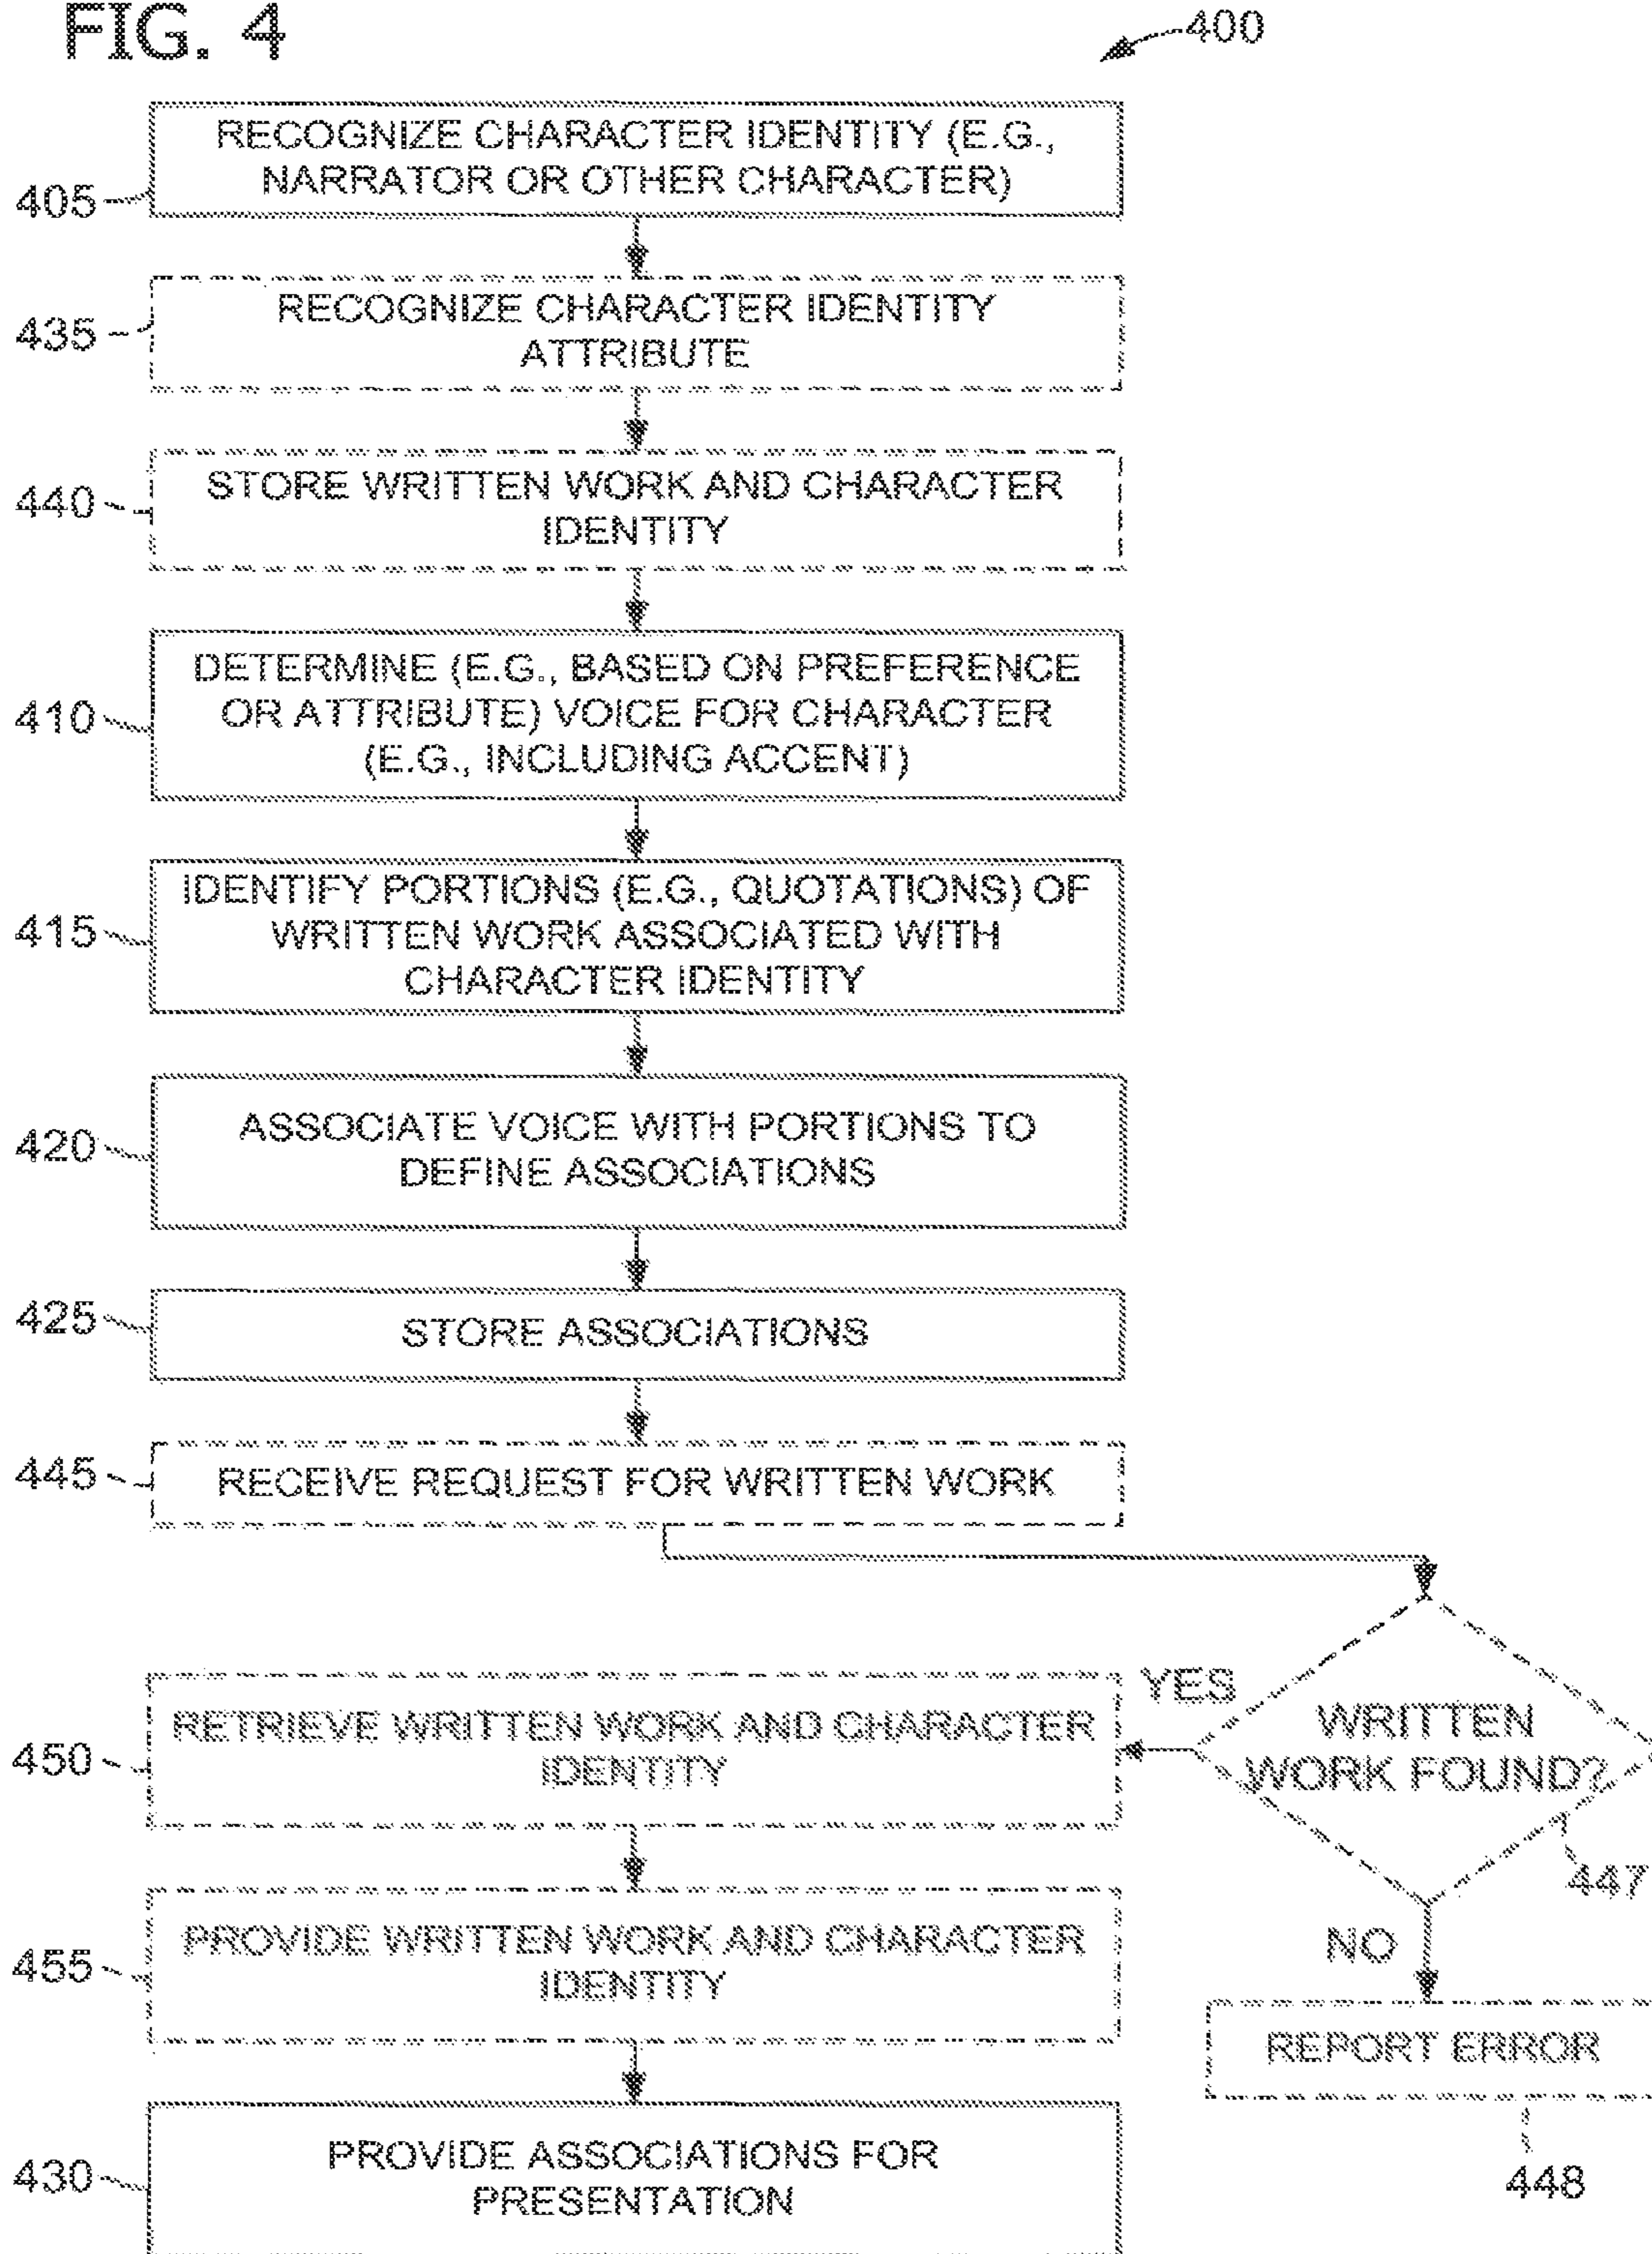 FIG. 4
400
RECOGNIZE CHARACTER IDENTITY (E.G.,
NARRATOR OR OTHER CHARACTER)
405
RECOGNIZE CHARACTER IDENTITY
ATTRIBUTE
435
STORE WRITTEN WORK AND CHARACTER
IDENTITY
440
DETERMINE (E.G., BASED ON PREFERENCE
OR ATTRIBUTE) VOICE FOR CHARACTER
(E.G., INCLUDING ACCENT)
410
IDENTIFY PORTIONS (E.G., QUOTATIONS) OF
WRITTEN WORK ASSOCIATED WITH
CHARACTER IDENTITY
415
ASSOCIATE VOICE WITH PORTIONS TO
DEFINE ASSOCIATIONS
420
STORE ASSOCIATIONS
425
RECEIVE REQUEST FOR WRITTEN WORK
445
WRITTEN
WORK FOUND?
447
YES
RETRIEVE WRITTEN WORK AND CHARACTER
IDENTITY
450
PROVIDE WRITTEN WORK AND CHARACTER
IDENTITY
455
NO
REPORT ERROR
448
PROVIDE ASSOCIATIONS FOR
PRESENTATION
430